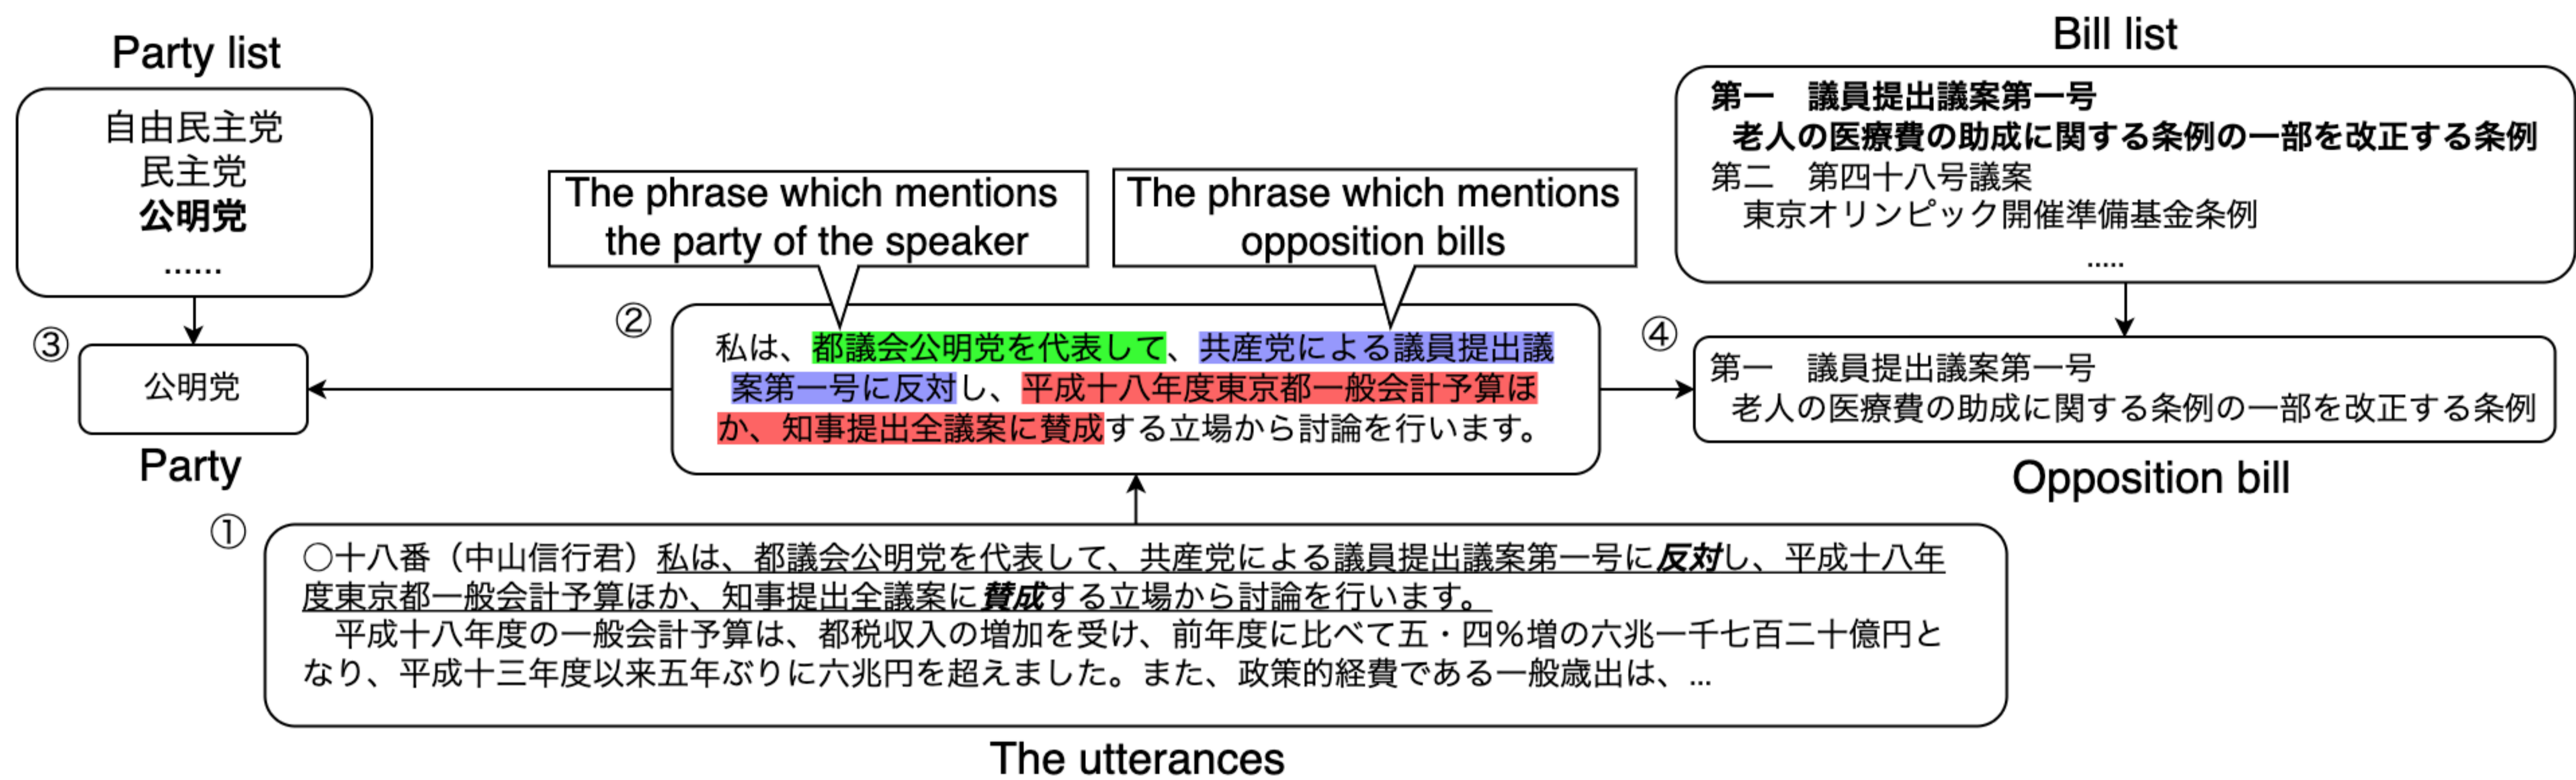 Party list
自由民主党
民主党
公明党
......
③
公明党
Party
The phrase which mentions
the party of the speaker
The phrase which mentions
opposition bills
②
私は、都議会公明党を代表して、共産党による議員提出議
案第一号に反対し、平成十八年度東京都一般会計予算ほ
か、知事提出全議案に賛成する立場から討論を行います。
Bill list
第一　議員提出議案第一号
老人の医療費の助成に関する条例の一部を改正する条例
第二　第四十八号議案
東京オリンピック開催準備基金条例
.....
④
第一　議員提出議案第一号
老人の医療費の助成に関する条例の一部を改正する条例
Opposition bill
①
○十八番（中山信行君）私は、都議会公明党を代表して、共産党による議員提出議案第一号に反対し、平成十八年
度東京都一般会計予算ほか、知事提出全議案に賛成する立場から討論を行います。
平成十八年度の一般会計予算は、都税収入の増加を受け、前年度に比べて五・四%増の六兆一千七百二十億円と
なり、平成十三年度以来五年ぶりに六兆円を超えました。また、政策的経費である一般歳出は、...
The utterances